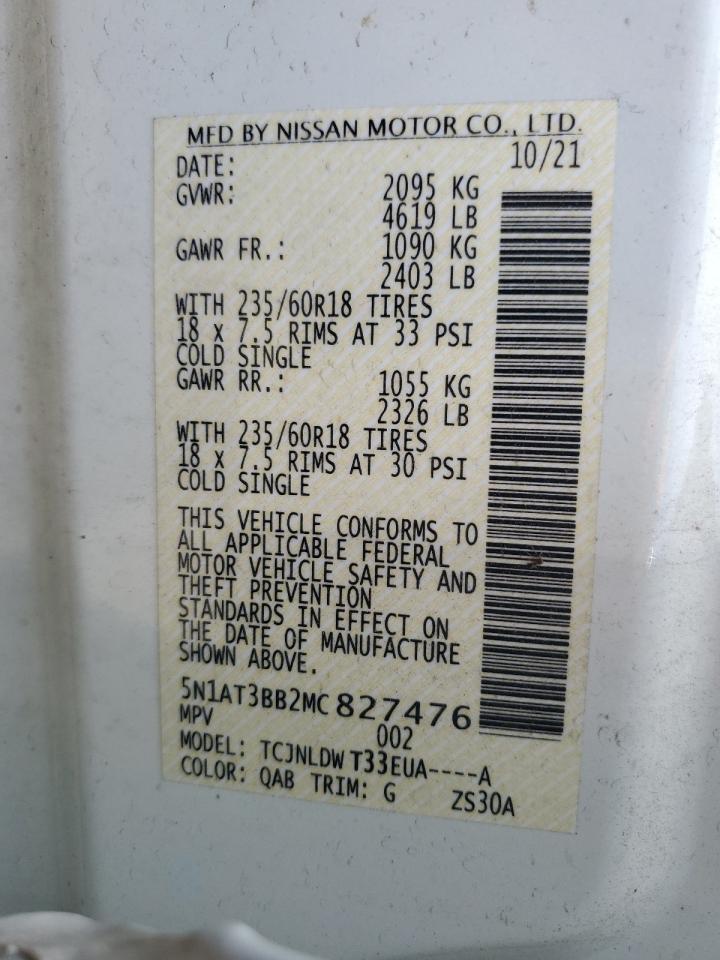 MFD BY NISSAN MOTOR CO., LTD.
DATE: 10/21
GVWR: 2095 KG
4619 LB
GAWR FR.: 1090 KG
2403 LB
WITH 235/60R18 TIRES
18 x 7.5 RIMS AT 33 PSI
COLD SINGLE
GAWR RR.: 1055 KG
2326 LB
WITH 235/60R18 TIRES
18 x 7.5 RIMS AT 30 PSI
COLD SINGLE
THIS VEHICLE CONFORMS TO
ALL APPLICABLE FEDERAL
MOTOR VEHICLE SAFETY AND
THEFT PREVENTION
STANDARDS IN EFFECT ON
THE DATE OF MANUFACTURE
SHOWN ABOVE.
5N1AT3BB2MC827476
MPV 002
MODEL: TCJNLDWT33EUA----A
COLOR: QAB TRIM: G ZS30A